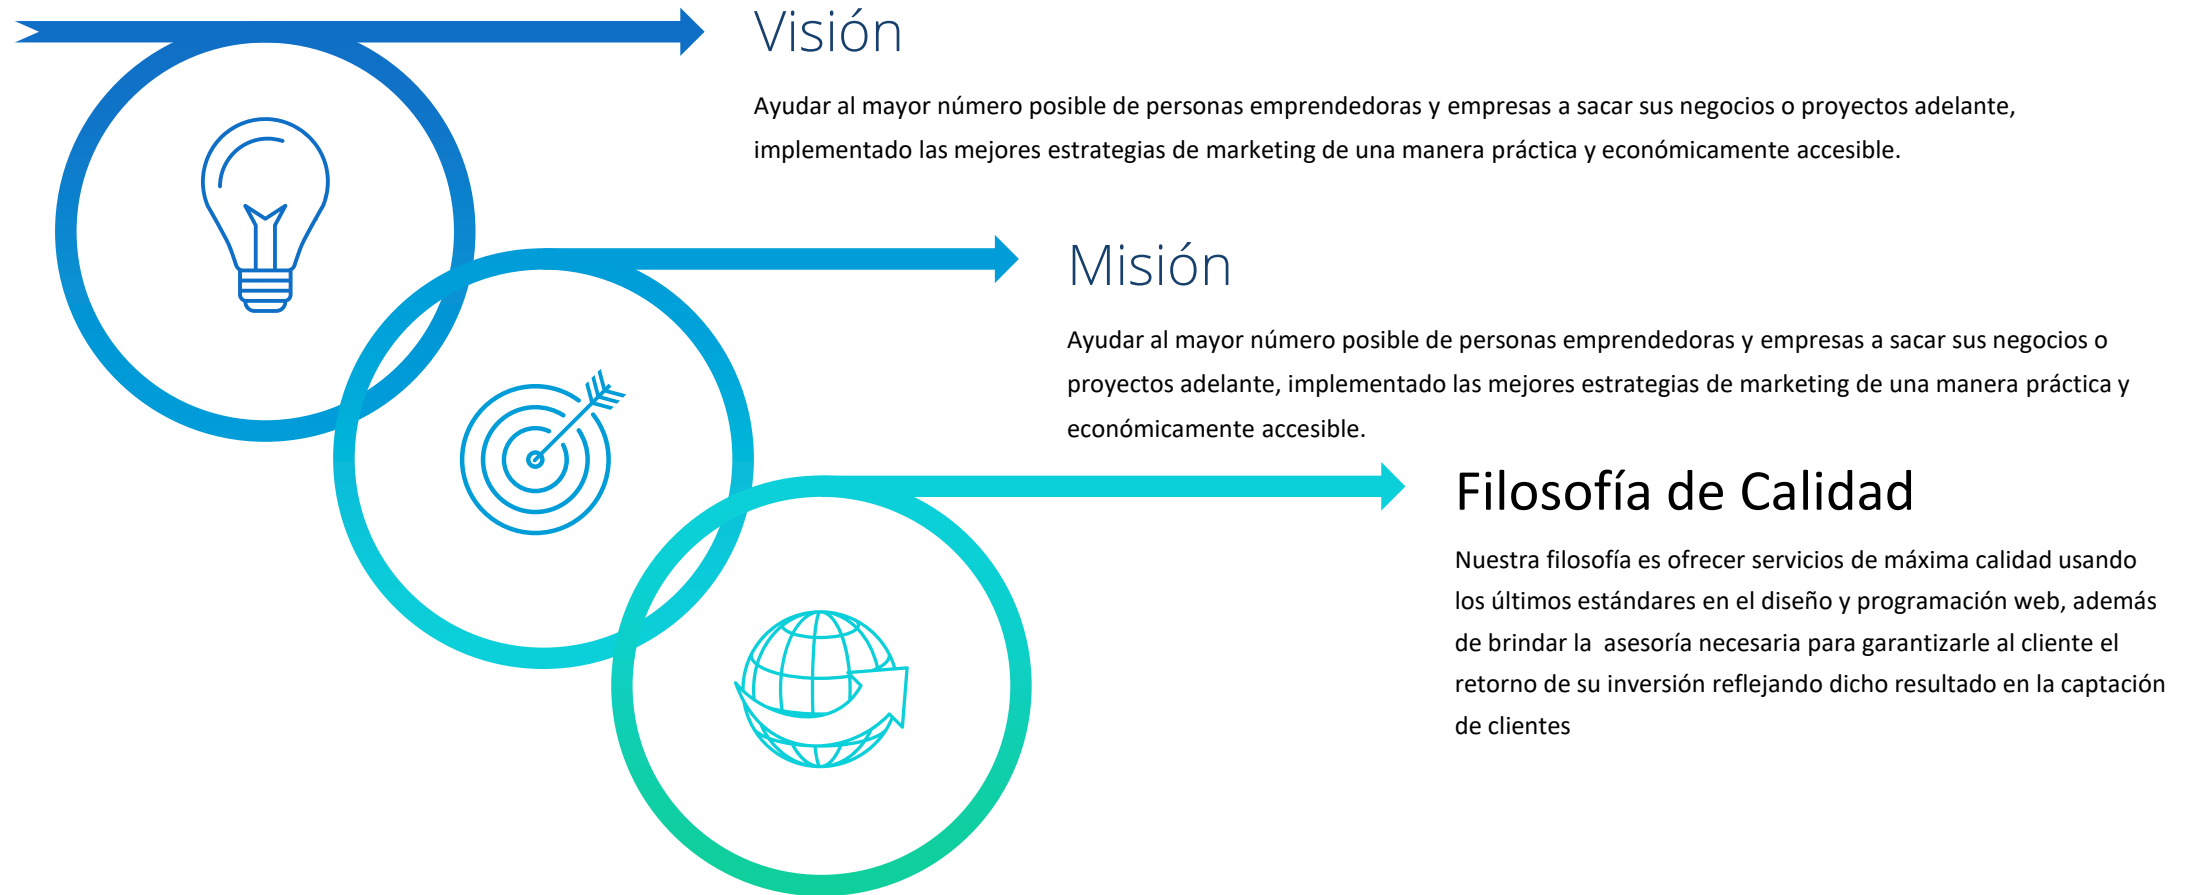 Visión
Ayudar al mayor número posible de personas emprendedoras y empresas a sacar sus negocios o proyectos adelante,
implementado las mejores estrategias de marketing de una manera práctica y económicamente accesible.
Misión
Ayudar al mayor número posible de personas emprendedoras y empresas a sacar sus negocios o
proyectos adelante, implementado las mejores estrategias de marketing de una manera práctica y
económicamente accesible.
Filosofía de Calidad
Nuestra filosofía es ofrecer servicios de máxima calidad usando
los últimos estándares en el diseño y programación web, además
de brindar la  asesoría necesaria para garantizarle al cliente el
retorno de su inversión reflejando dicho resultado en la captación
de clientes